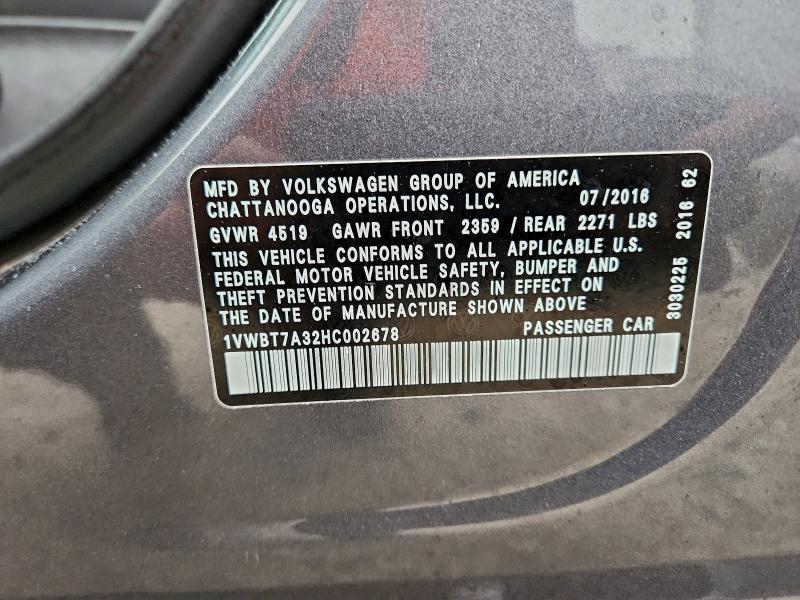 MFD BY VOLKSWAGEN GROUP OF AMERICA
CHATTANOOGA OPERATIONS, LLC. 07/2016
GVWR 4519 GAWR FRONT 2359 / REAR 2271 LBS
THIS VEHICLE CONFORMS TO ALL APPLICABLE U.S.
FEDERAL MOTOR VEHICLE SAFETY, BUMPER AND
THEFT PREVENTION STANDARDS IN EFFECT ON
THE DATE OF MANUFACTURE SHOWN ABOVE
1VWBT7A32HC002678 PASSENGER CAR
3030225 2016 62